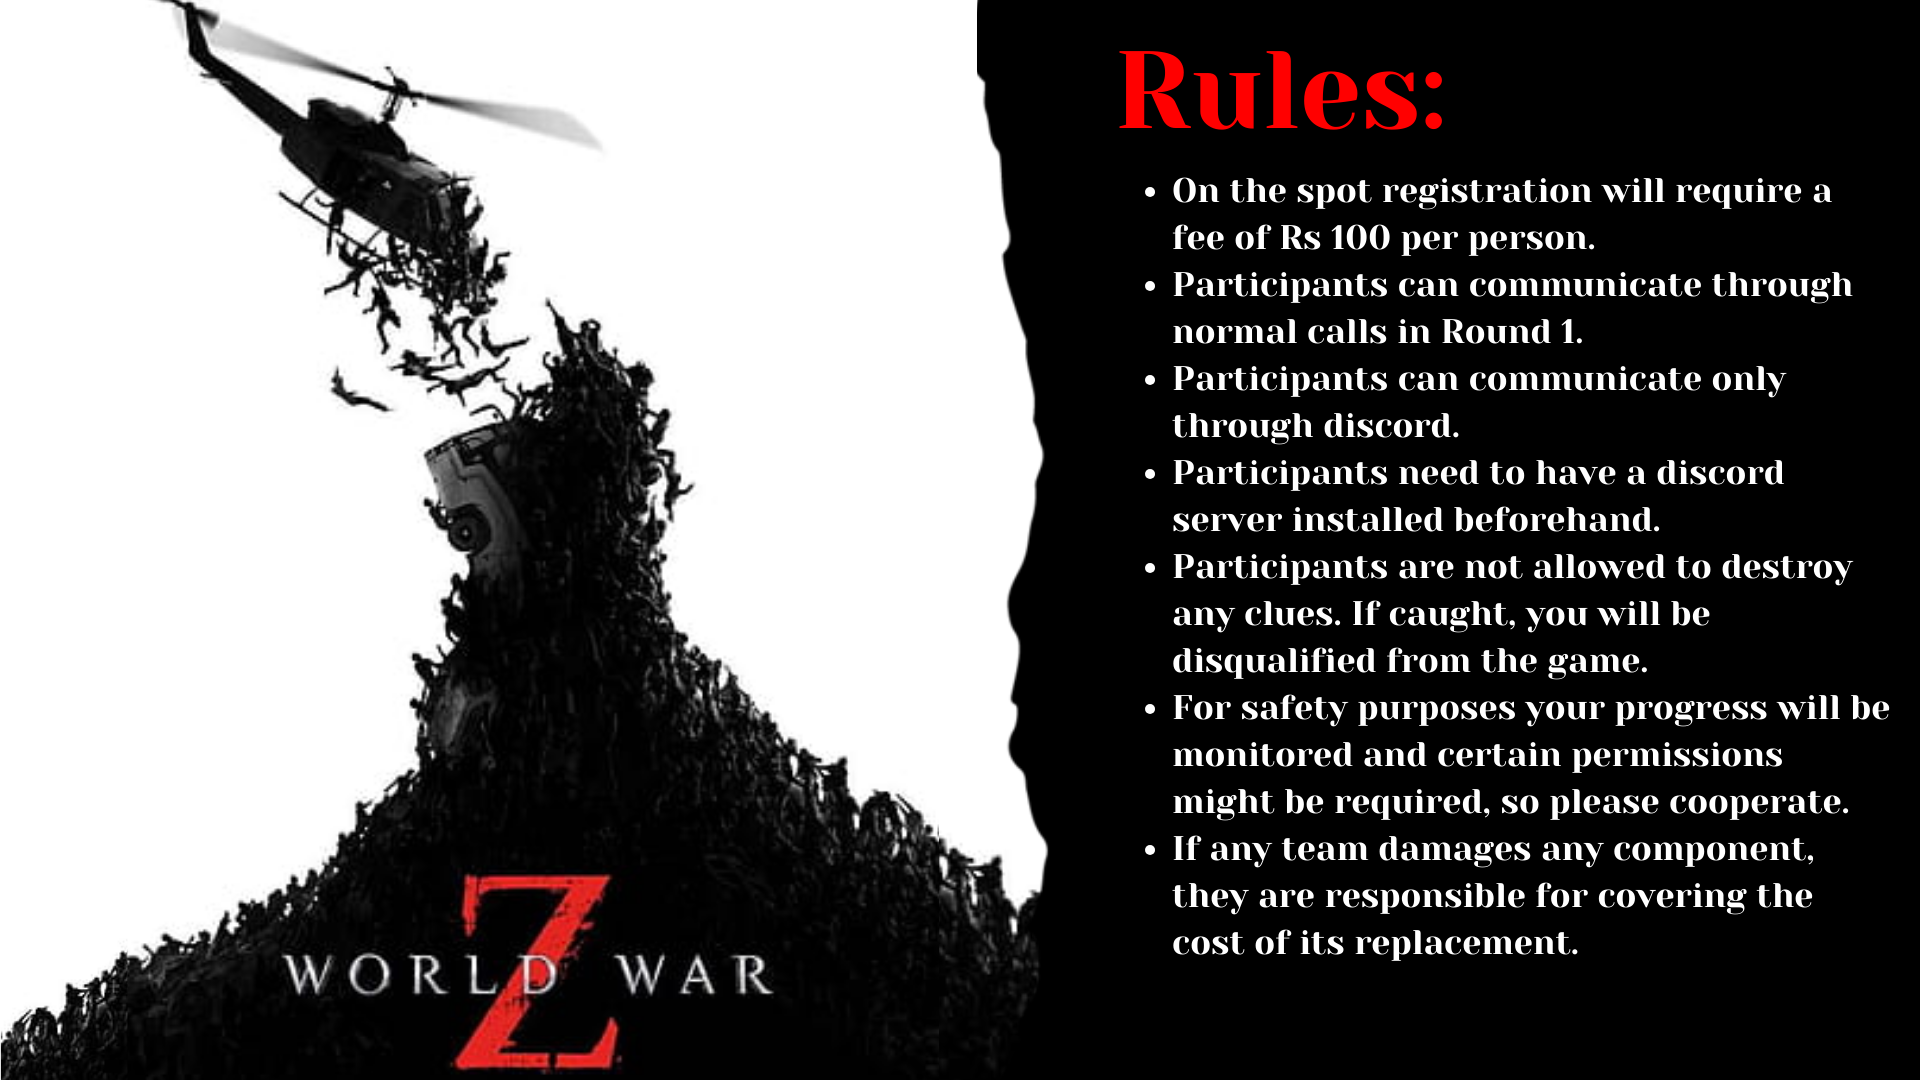 Rules:
• On the spot registration will require a
fee of Rs 100 per person.
• Participants can communicate through
normal calls in Round 1.
• Participants can communicate only
through discord.
• Participants need to have a discord
server installed beforehand.
• Participants are not allowed to destroy
any clues. If caught, you will be
disqualified from the game.
• For safety purposes your progress will be
monitored and certain permissions
might be required, so please cooperate.
• If any team damages any component,
they are responsible for covering the
cost of its replacement.
WORLD WAR
Z